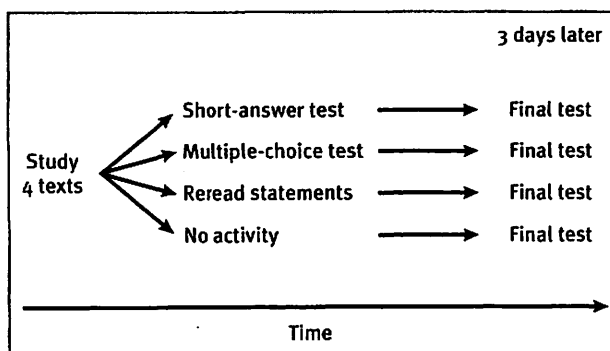 3 days later
Short-answer test Final test
Multiple-choice test Final test
Study
4 texts
Reread statements Final test
No activity Final test
Time